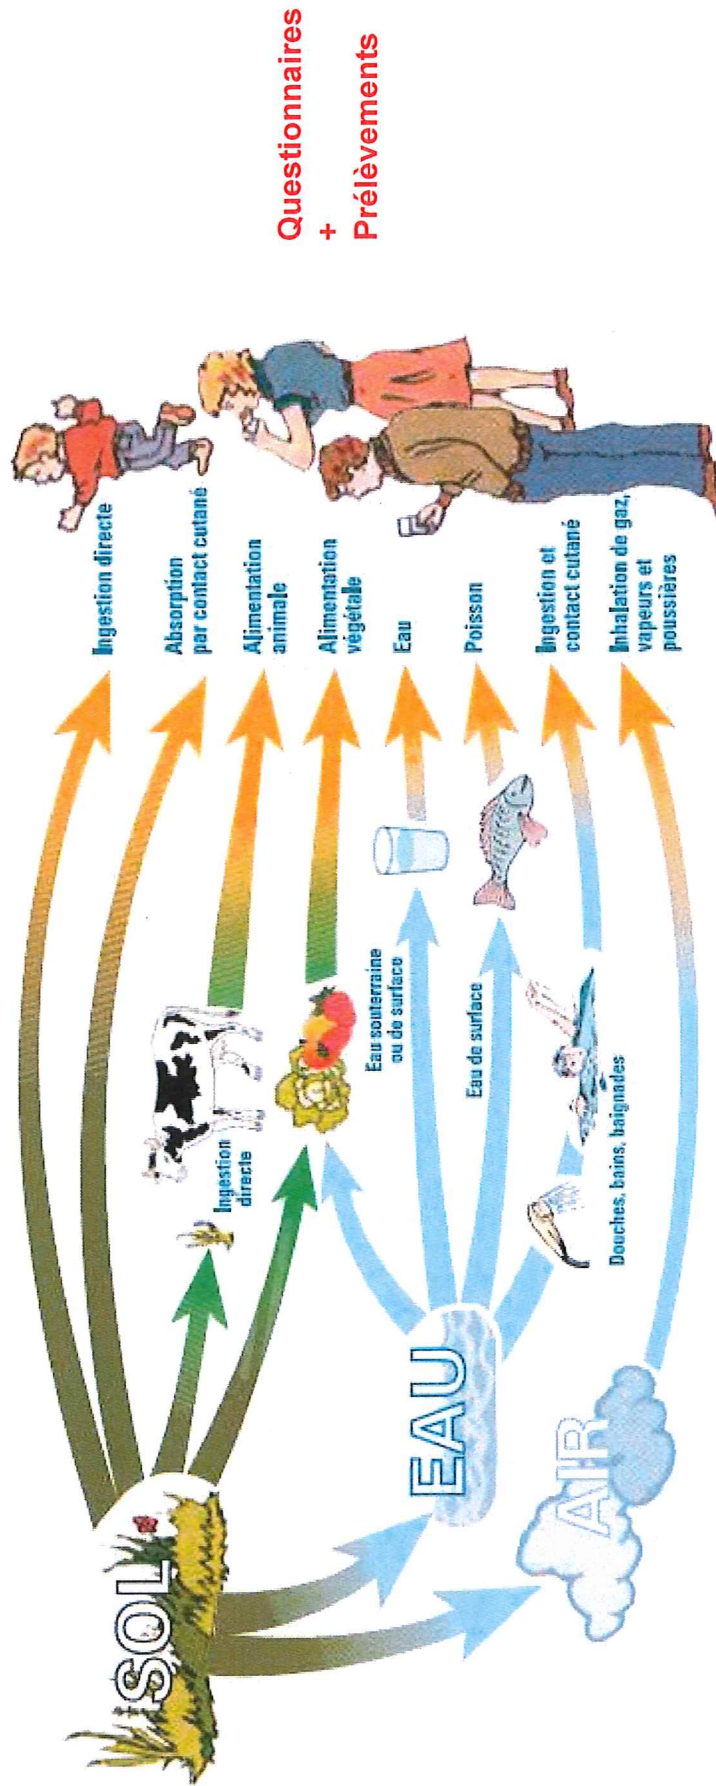 SOL
EAU
AIR
Ingestion
directe
Eau souterraine
ou de surface
Eau de surface
Douches, bains, baignades
Ingestion directe
Absorption
par contact cutané
Alimentation
animale
Alimentation
végétale
Eau
Poisson
Ingestion et
contact cutané
Inhalation de gaz,
vapeurs et
poussières
Questionnaires
+
Prélèvements